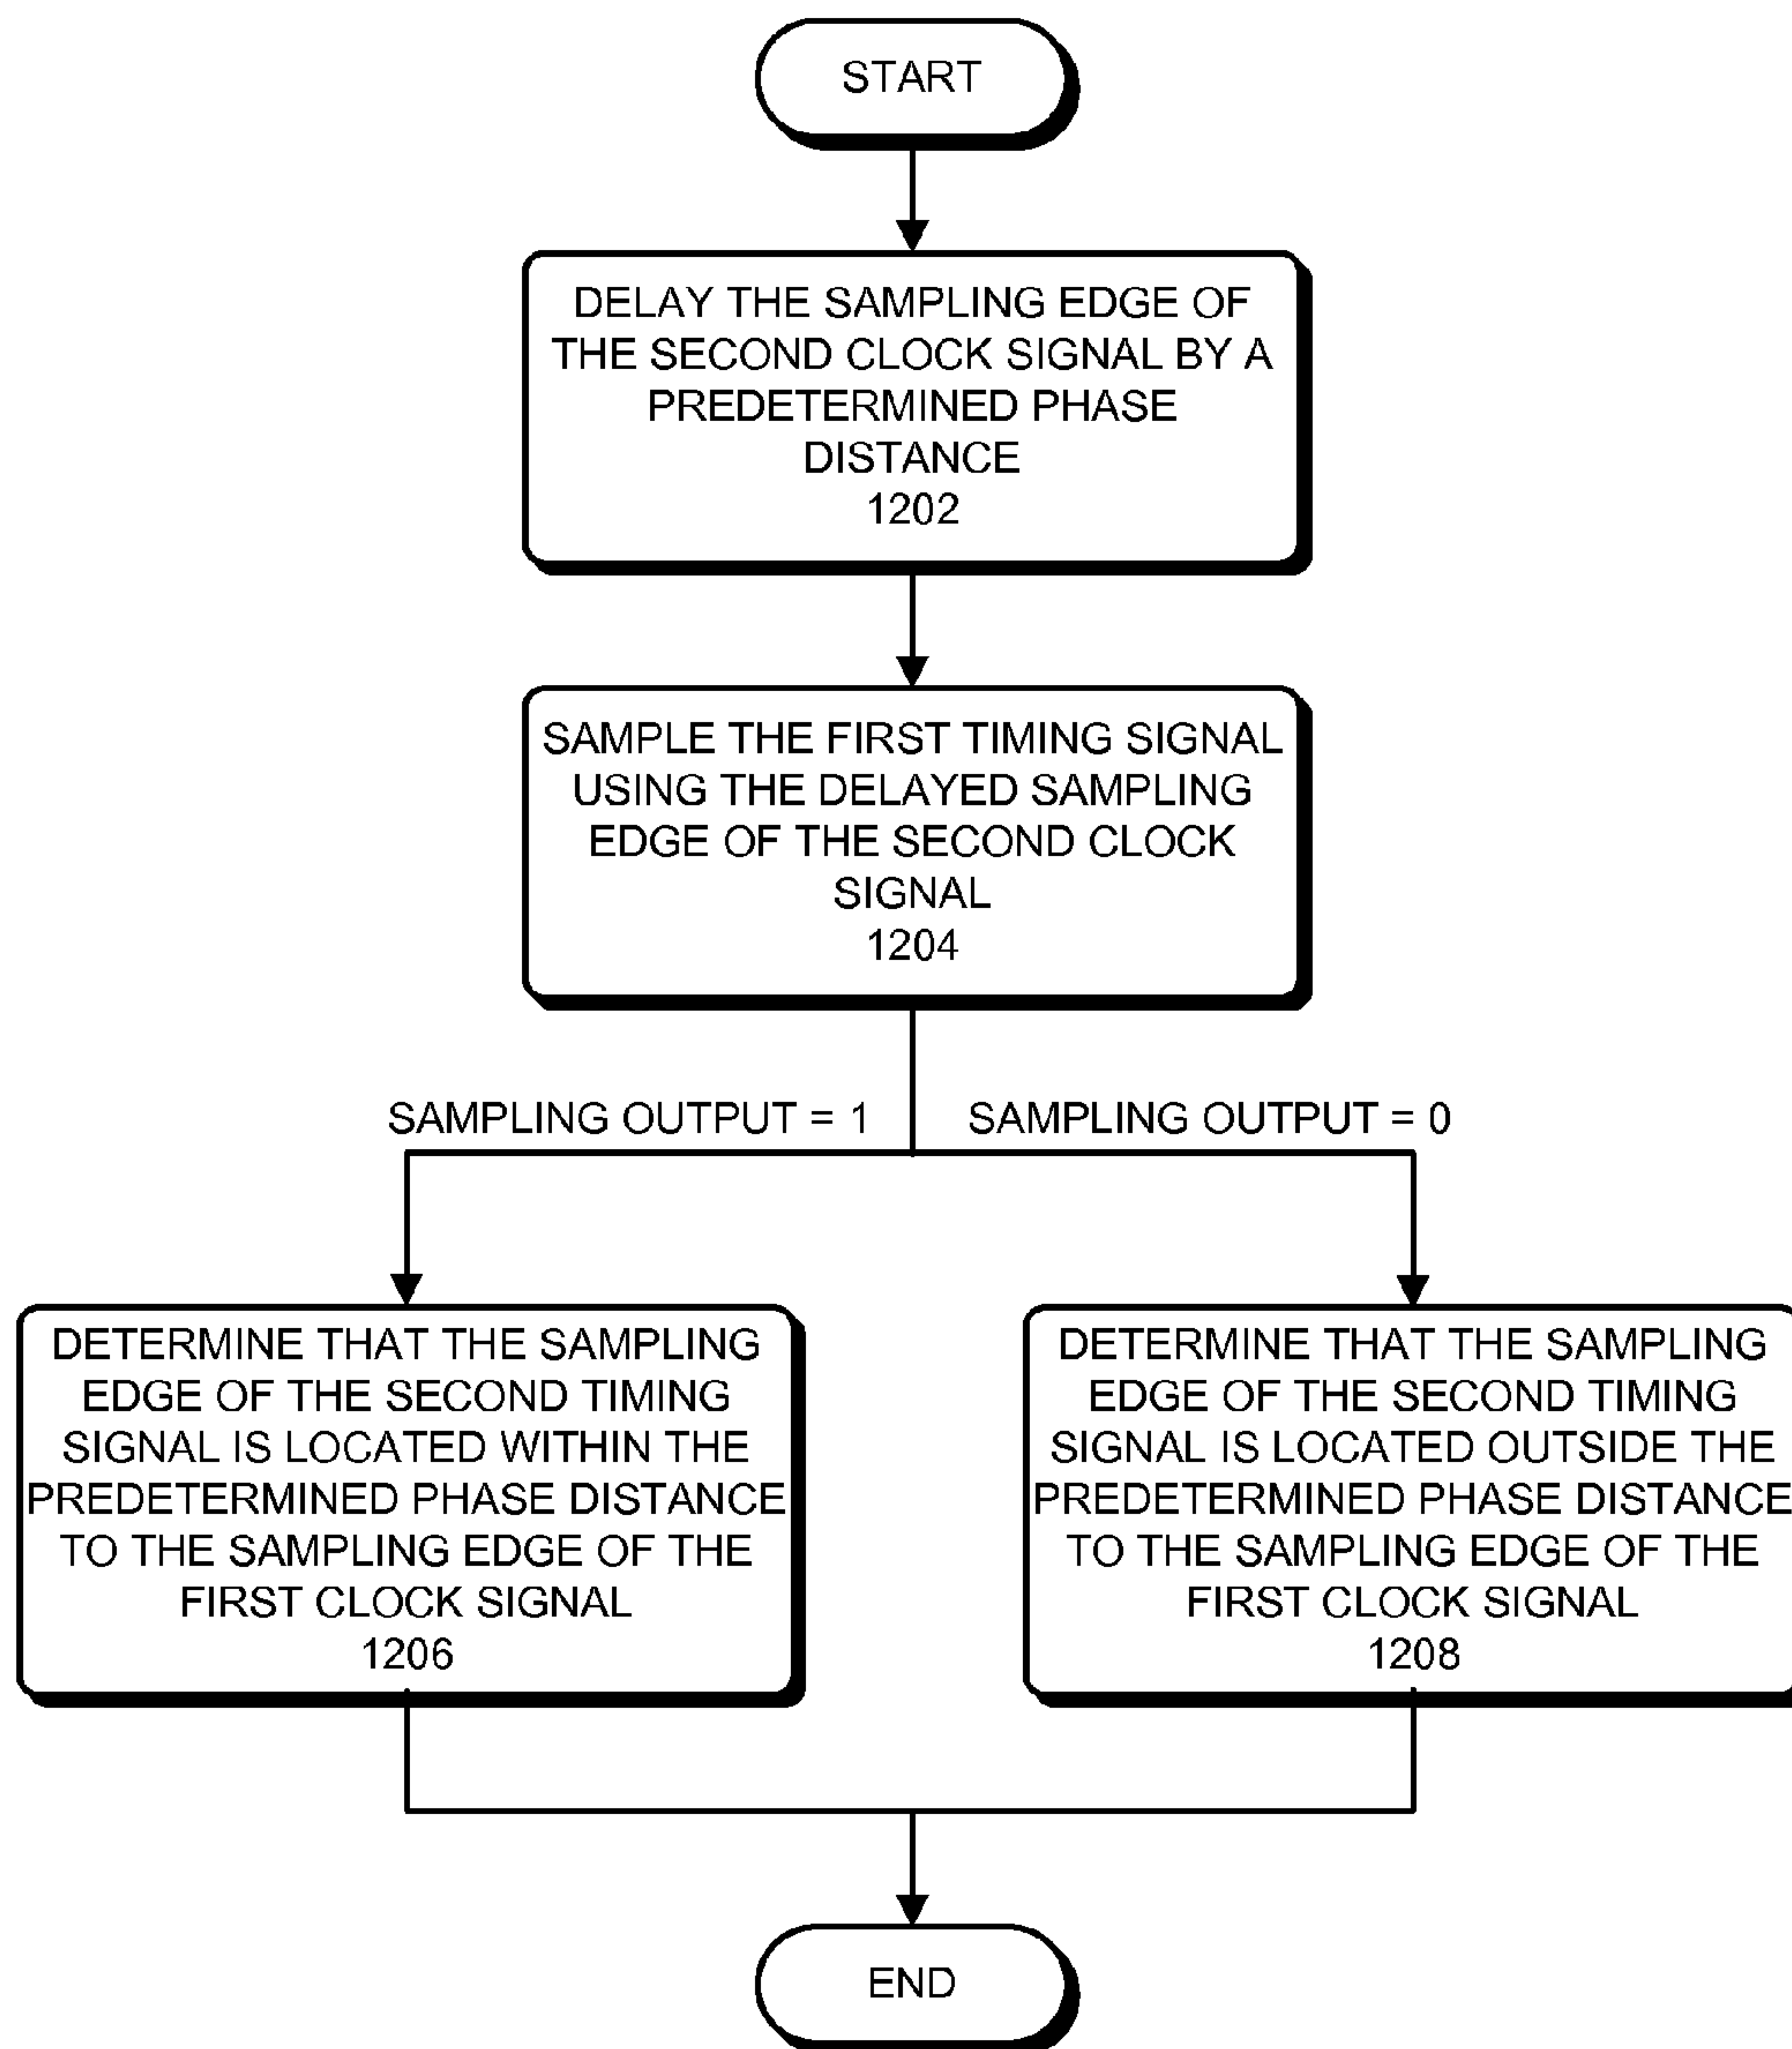 START
DELAY THE SAMPLING EDGE OF
THE SECOND CLOCK SIGNAL BY A
PREDETERMINED PHASE
DISTANCE
1202
SAMPLE THE FIRST TIMING SIGNAL
USING THE DELAYED SAMPLING
EDGE OF THE SECOND CLOCK
SIGNAL
1204
SAMPLING OUTPUT = 1
SAMPLING OUTPUT = 0
DETERMINE THAT THE SAMPLING
EDGE OF THE SECOND TIMING
SIGNAL IS LOCATED WITHIN THE
PREDETERMINED PHASE DISTANCE
TO THE SAMPLING EDGE OF THE
FIRST CLOCK SIGNAL
1206
DETERMINE THAT THE SAMPLING
EDGE OF THE SECOND TIMING
SIGNAL IS LOCATED OUTSIDE THE
PREDETERMINED PHASE DISTANCE
TO THE SAMPLING EDGE OF THE
FIRST CLOCK SIGNAL
1208
END